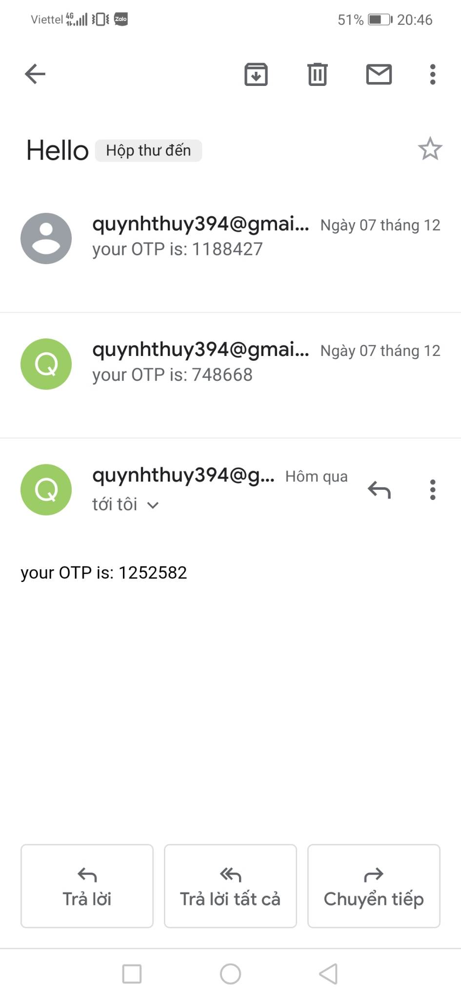 Viettel 4G Zalo 51% 20:46
Hello Hộp thư đến
quynhthuy394@gmai... Ngày 07 tháng 12
your OTP is: 1188427
Q quynhthuy394@gmai... Ngày 07 tháng 12
your OTP is: 748668
Q quynhthuy394@g... Hôm qua
tới tôi
your OTP is: 1252582
Trả lời Trả lời tất cả Chuyển tiếp